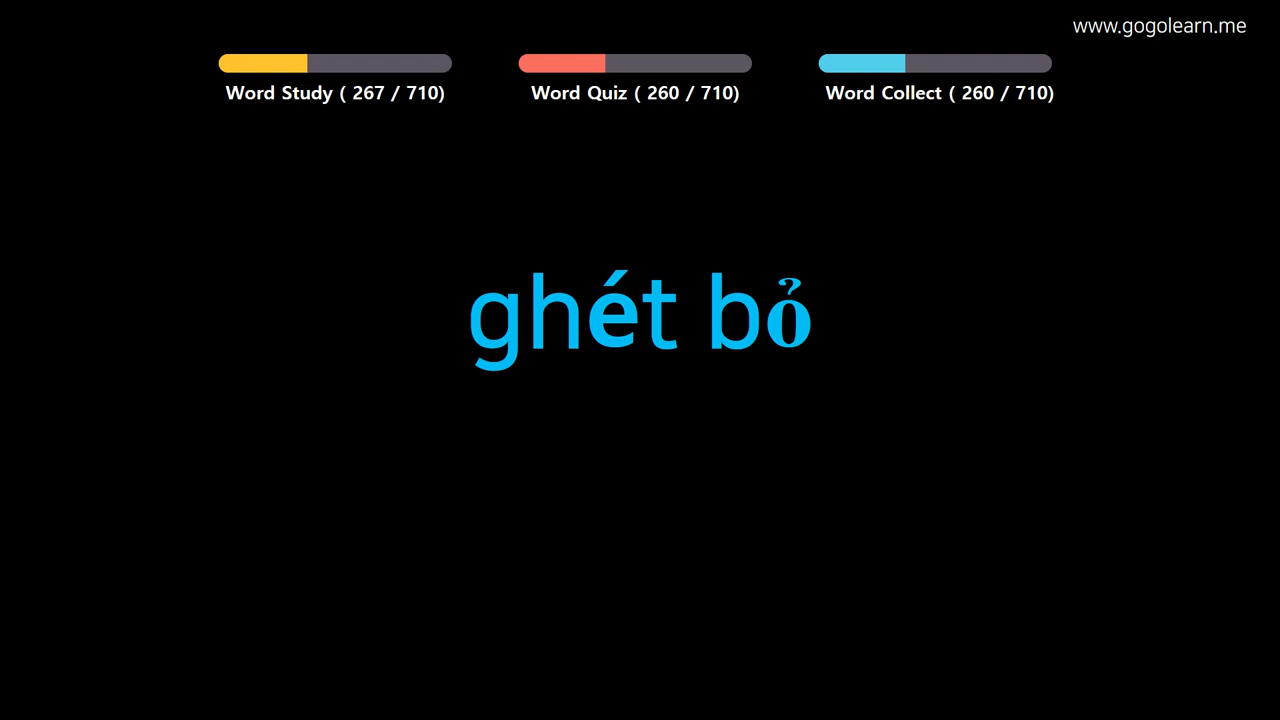 www.gogolearn.me
Word Study ( 267 / 710)
Word Quiz ( 260 / 710)
Word Collect ( 260 / 710)
ghét bỏ